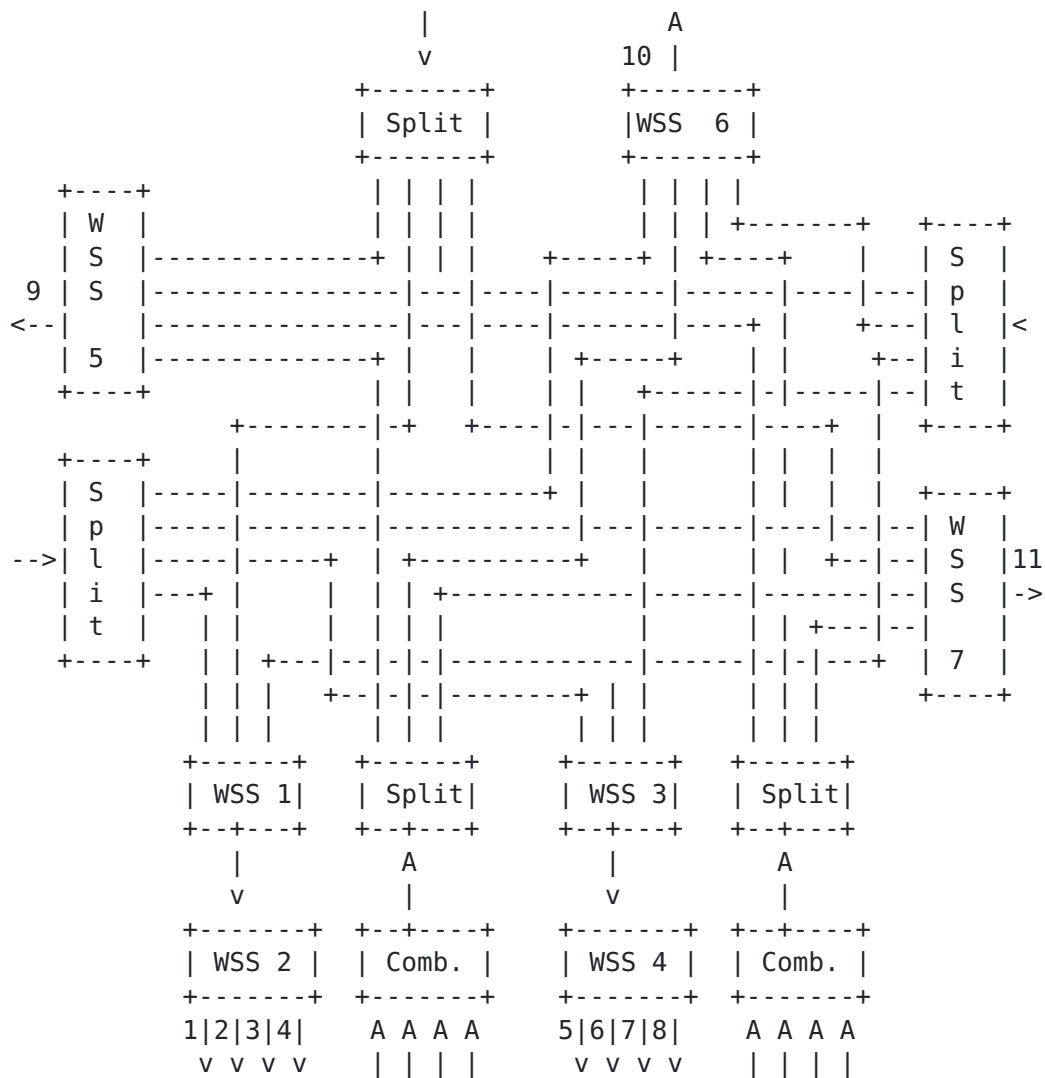 10
Split
WSS 6
W
S S
9 S p
l
5 i
t
S
p W
l S 11
i S
t
7
WSS 1 Split WSS 3 Split
WSS 2 Comb. WSS 4 Comb.
1 2 3 4 5 6 7 8